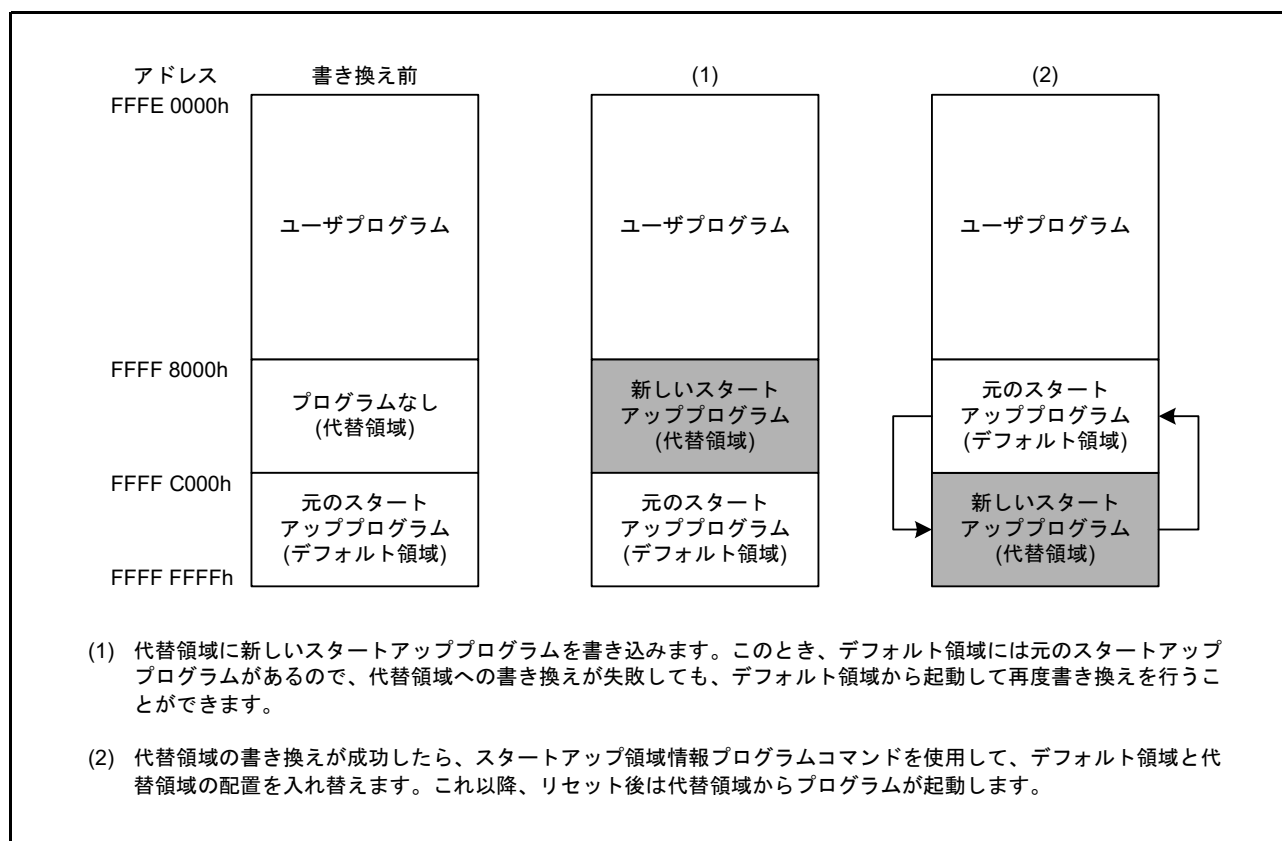 アドレス 書き換え前 (1) (2)
FFFE 0000h
ユーザプログラム ユーザプログラム ユーザプログラム
FFFF 8000h
プログラムなし
(代替領域)
新しいスタート
アッププログラム
(代替領域)
元のスタート
アッププログラム
(デフォルト領域)
FFFF C000h
元のスタート
アッププログラム
(デフォルト領域)
元のスタート
アッププログラム
(デフォルト領域)
新しいスタート
アッププログラム
(代替領域)
FFFF FFFFh
(1) 代替領域に新しいスタートアッププログラムを書き込みます。このとき、デフォルト領域には元のスタートアップ
プログラムがあるので、代替領域への書き換えが失敗しても、デフォルト領域から起動して再度書き換えを行うこ
とができます。
(2) 代替領域の書き換えが成功したら、スタートアップ領域情報プログラムコマンドを使用して、デフォルト領域と代
替領域の配置を入れ替えます。これ以降、リセット後は代替領域からプログラムが起動します。